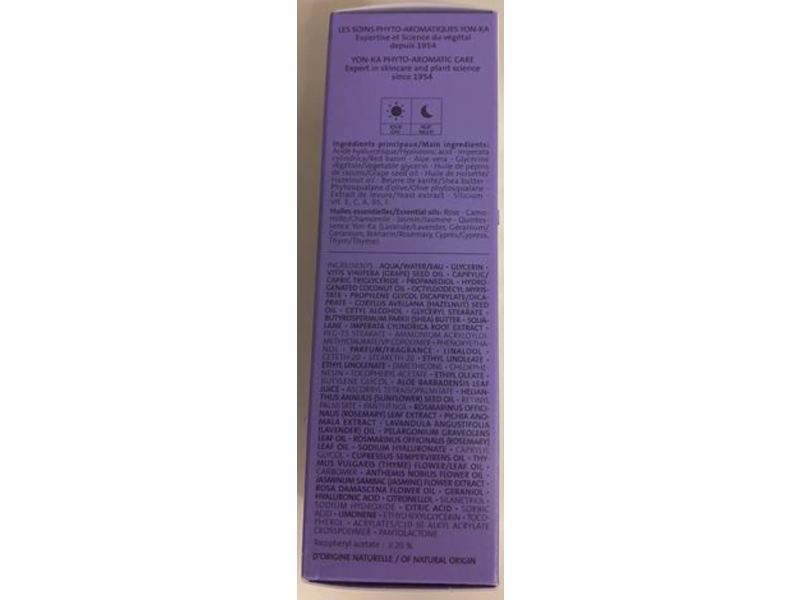 LES SOINS PHYTO-AROMATIQUES YON-KA
Expertise et Science du végétal
depuis 1954
YON-KA PHYTO-AROMATIC CARE
Expert in skincare and plant science
since 1954
JOUR NUIT
DAY NIGHT
Ingrédients principaux/Main ingredients:
Acide hyaluronique/Hyaluronic acid - Imperata
cylindrica/Red baron - Aloe vera - Glycérine
végétale/Vegetable glycerin - Huile de pépins
de raisins/Grape seed oil - Huile de noisette/
Hazelnut oil - Beurre de karité/Shea butter -
Phytosqualane d'olive/Olive phytosqualane -
Extrait de levure/Yeast extract - Silicium -
Vit. E, C, A, B5, F.
Huiles essentielles/Essential oils: Rose - Camo-
mille/Chamomile - Jasmin/Jasmine - Quintes-
sence Yon-Ka (Lavande/Lavender, Géranium/
Geranium, Romarin/Rosemary, Cyprès/Cypress,
Thym/Thyme)
INGREDIENTS : AQUA/WATER/EAU • GLYCERIN •
VITIS VINIFERA (GRAPE) SEED OIL • CAPRYLIC/
CAPRIC TRIGLYCERIDE • PROPANEDIOL • HYDRO-
GENATED COCONUT OIL • OCTYLDODECYL MYRIS-
TATE • PROPYLENE GLYCOL DICAPRYLATE/DICA-
PRATE • CORYLUS AVELLANA (HAZELNUT) SEED
OIL • CETYL ALCOHOL • GLYCERYL STEARATE •
BUTYROSPERMUM PARKII (SHEA) BUTTER • SQUA-
LANE • IMPERATA CYLINDRICA ROOT EXTRACT •
PEG-75 STEARATE • AMMONIUM ACRYLOYLDI-
METHYLTAURATE/VP COPOLYMER • PHENOXYETHA-
NOL • PARFUM/FRAGRANCE • LINALOOL •
CETETH-20 • STEARETH-20 • ETHYL LINOLEATE •
ETHYL LINOLENATE • DIMETHICONE • CHLORPHE-
NESIN • TOCOPHERYL ACETATE • ETHYL OLEATE •
BUTYLENE GLYCOL • ALOE BARBADENSIS LEAF
JUICE • ASCORBYL TETRAISOPALMITATE • HELIAN-
THUS ANNUUS (SUNFLOWER) SEED OIL • RETINYL
PALMITATE • PANTHENOL • ROSMARINUS OFFICI-
NALIS (ROSEMARY) LEAF EXTRACT • PICHIA ANO-
MALA EXTRACT • LAVANDULA ANGUSTIFOLIA
(LAVENDER) OIL • PELARGONIUM GRAVEOLENS
LEAF OIL • ROSMARINUS OFFICINALIS (ROSEMARY)
LEAF OIL • SODIUM HYALURONATE • CAPRYLYL
GLYCOL • CUPRESSUS SEMPERVIRENS OIL • THY-
MUS VULGARIS (THYME) FLOWER/LEAF OIL •
CARBOMER • ANTHEMIS NOBILIS FLOWER OIL •
JASMINUM SAMBAC (JASMINE) FLOWER EXTRACT •
ROSA DAMASCENA FLOWER OIL • GERANIOL •
HYALURONIC ACID • CITRONELLOL • SILANETRIOL •
SODIUM HYDROXIDE • CITRIC ACID • SORBIC
ACID • LIMONENE • ETHYLHEXYLGLYCERIN • TOCO-
PHEROL • ACRYLATES/C10-30 ALKYL ACRYLATE
CROSSPOLYMER • PANTOLACTONE
Tocopheryl acetate : 0.20 %
D'ORIGINE NATURELLE / OF NATURAL ORIGIN